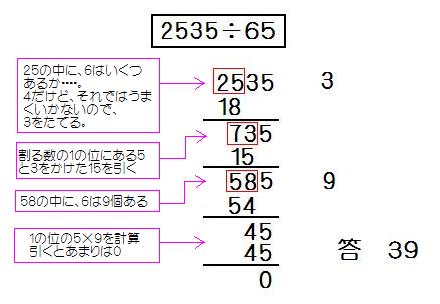 2535÷65
25の中に、6はいくつ
あるか‥‥。
4だけど、それではうま
くいかないので、
3をたてる。
2535 3
18
735
割る数の1の位にある5
と3をかけた15を引く
15
585 9
58の中に、6は9個ある
54
1の位の5×9を計算
引くとあまりは0
45
45
答 39
0